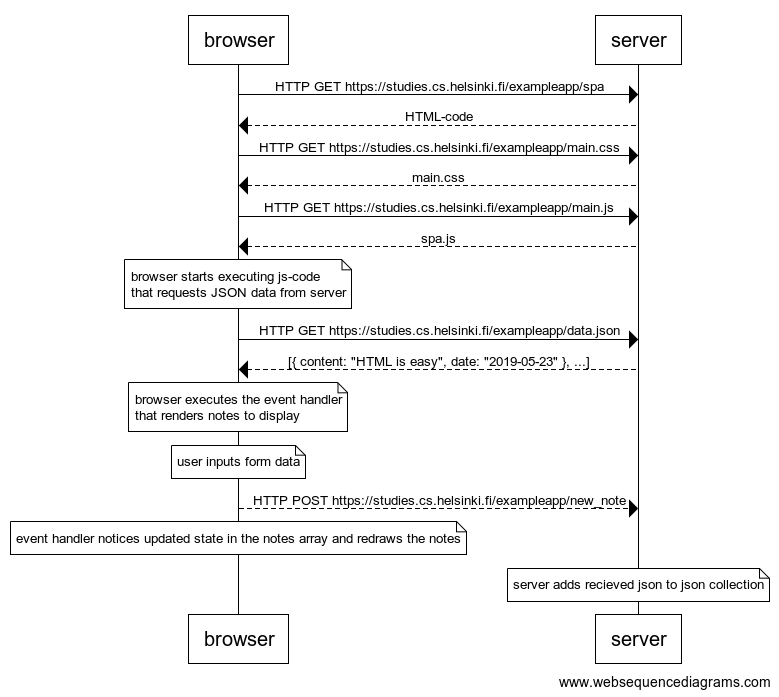 browser
server
HTTP GET https://studies.cs.helsinki.fi/exampleapp/spa
HTML-code
HTTP GET https://studies.cs.helsinki.fi/exampleapp/main.css
main.css
HTTP GET https://studies.cs.helsinki.fi/exampleapp/main.js
spa.js
browser starts executing js-code
that requests JSON data from server
HTTP GET https://studies.cs.helsinki.fi/exampleapp/data.json
[{ content: "HTML is easy", date: "2019-05-23" }, ...]
browser executes the event handler
that renders notes to display
user inputs form data
HTTP POST https://studies.cs.helsinki.fi/exampleapp/new_note
event handler notices updated state in the notes array and redraws the notes
server adds recieved json to json collection
browser
server
www.websequencediagrams.com